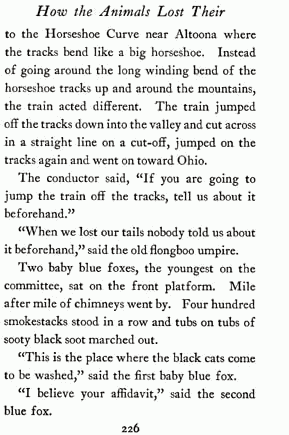 How the Animals Lost Their
to the Horseshoe Curve near Altoona where
the tracks bend like a big horseshoe. Instead
of going around the long winding bend of the
horseshoe tracks up and around the mountains,
the train acted different. The train jumped
off the tracks down into the valley and cut across
in a straight line on a cut-off, jumped on the
tracks again and went on toward Ohio.
The conductor said, “If you are going to
jump the train off the tracks, tell us about it
beforehand.”
“When we lost our tails nobody told us about
it beforehand,” said the old flongboo umpire.
Two baby blue foxes, the youngest on the
committee, sat on the front platform. Mile
after mile of chimneys went by. Four hundred
smokestacks stood in a row and tubs on tubs of
sooty black soot marched out.
“This is the place where the black cats come
to be washed,” said the first baby blue fox.
“I believe your affidavit,” said the second
blue fox.
226